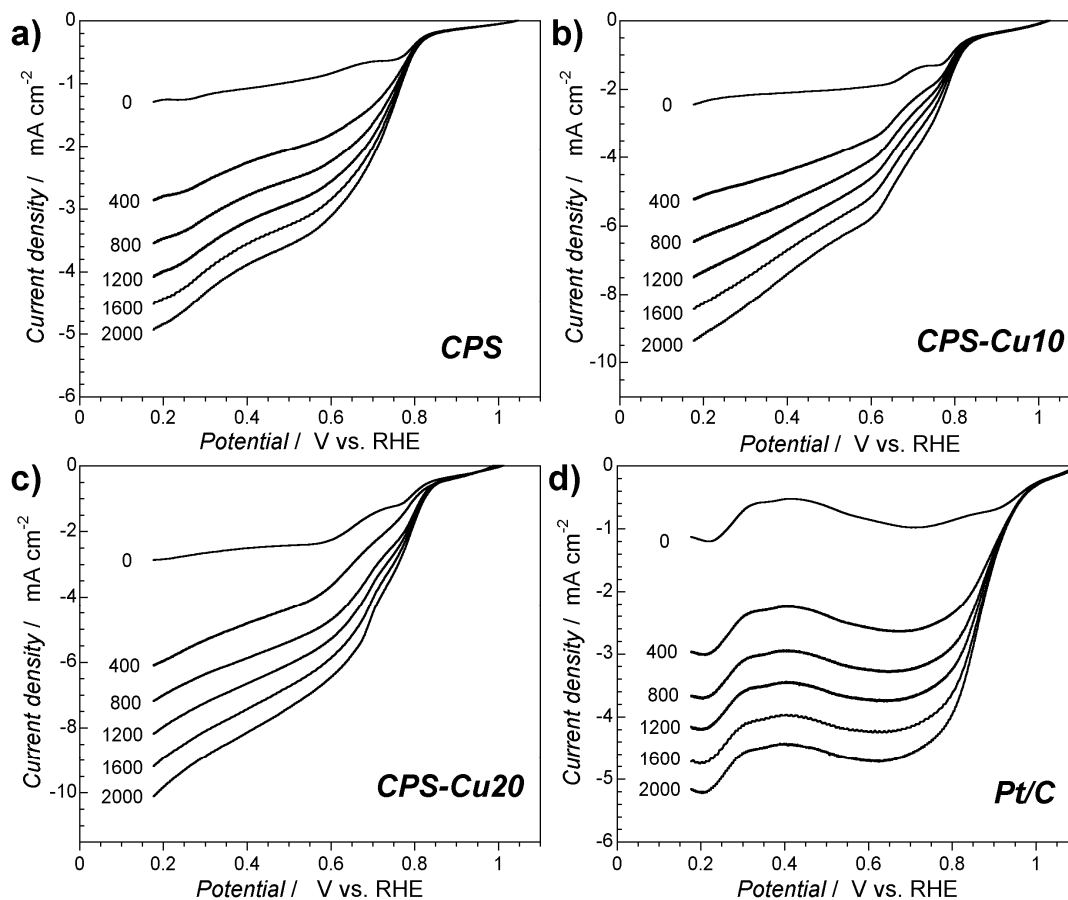 a)
0
-1
-2
-3
-4
-5
-6
Current density / mA cm⁻²
0
400
800
1200
1600
2000
CPS
0 0.2 0.4 0.6 0.8 1
Potential / V vs. RHE
b)
0
-2
-4
-6
-8
-10
Current density / mA cm⁻²
0
400
800
1200
1600
2000
CPS-Cu10
0 0.2 0.4 0.6 0.8 1
Potential / V vs. RHE
c)
0
-2
-4
-6
-8
-10
Current density / mA cm⁻²
0
400
800
1200
1600
2000
CPS-Cu20
0 0.2 0.4 0.6 0.8 1
Potential / V vs. RHE
d)
0
-1
-2
-3
-4
-5
-6
Current density / mA cm⁻²
0
400
800
1200
1600
2000
Pt/C
0 0.2 0.4 0.6 0.8 1
Potential / V vs. RHE